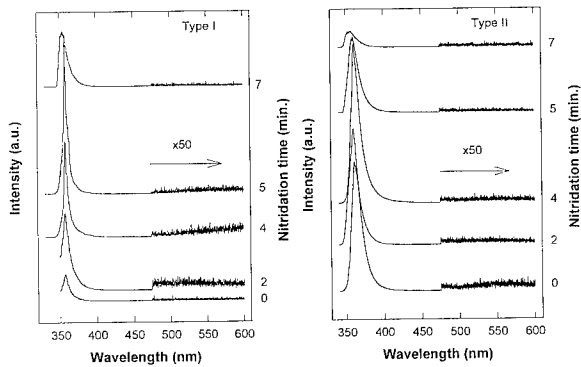 Type I
7
x50
5
4
2
0
Intensity (a.u.)
Nitridation time (min.)
350 400 450 500 550 600
Wavelength (nm)
Type II
7
5
x50
4
2
0
Intensity (a.u.)
Nitridation time (min.)
350 400 450 500 550 600
Wavelength (nm)